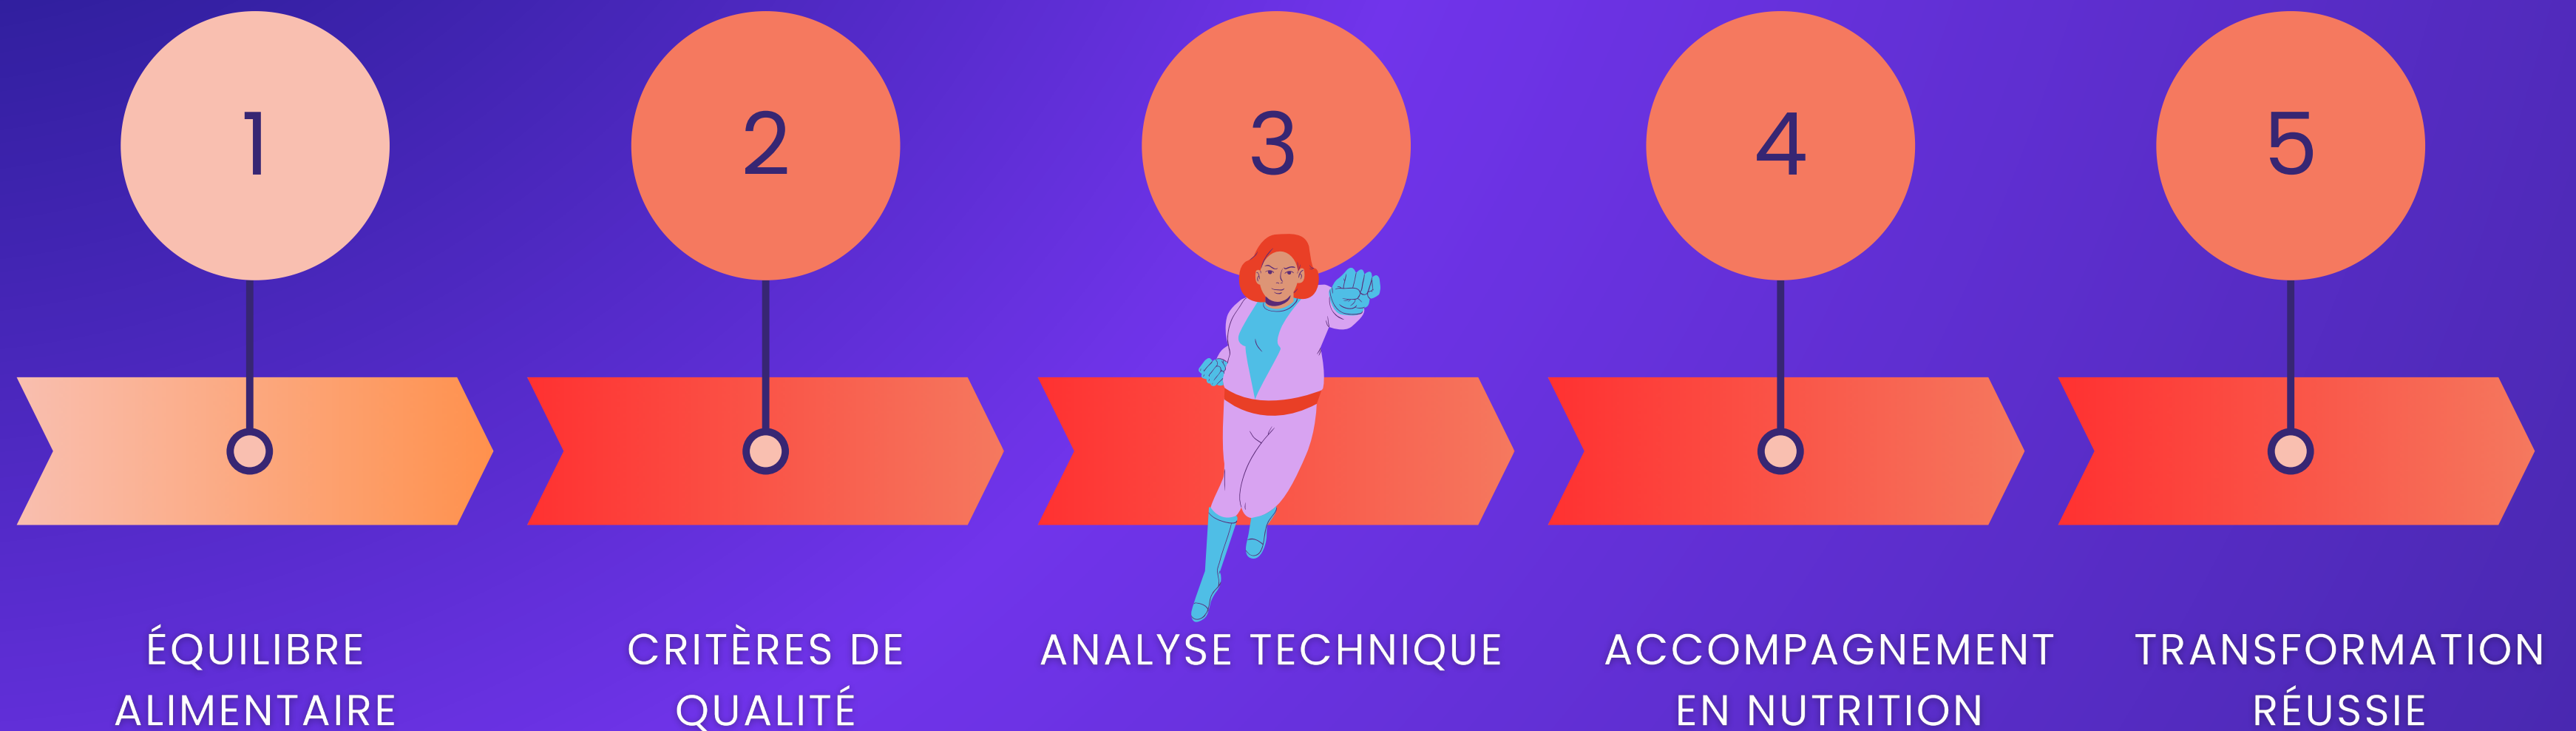 1
2
3
4
5
ÉQUILIBRE
ALIMENTAIRE
CRITÈRES DE
QUALITÉ
ANALYSE TECHNIQUE
ACCOMPAGNEMENT
EN NUTRITION
TRANSFORMATION
RÉUSSIE